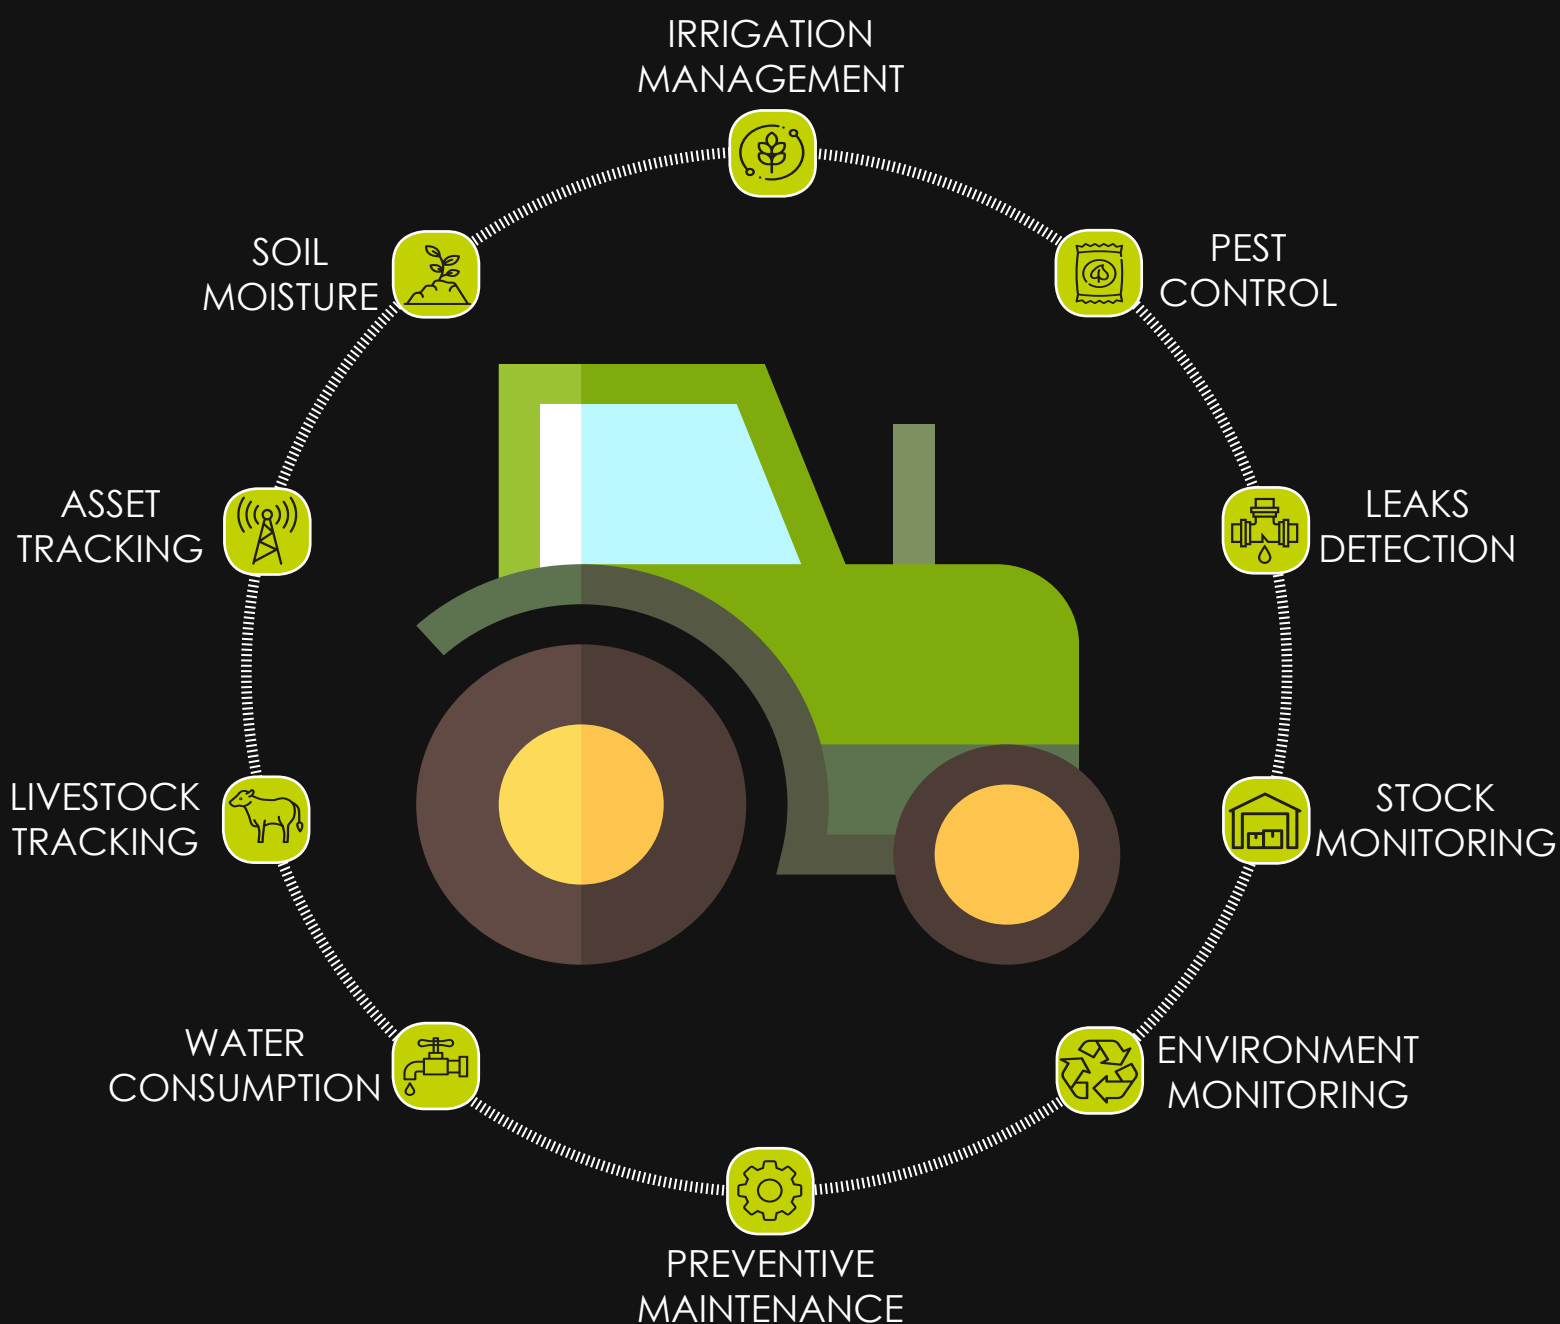 IRRIGATION
MANAGEMENT
PEST
CONTROL
LEAKS
DETECTION
STOCK
MONITORING
ENVIRONMENT
MONITORING
PREVENTIVE
MAINTENANCE
WATER
CONSUMPTION
LIVESTOCK
TRACKING
ASSET
TRACKING
SOIL
MOISTURE